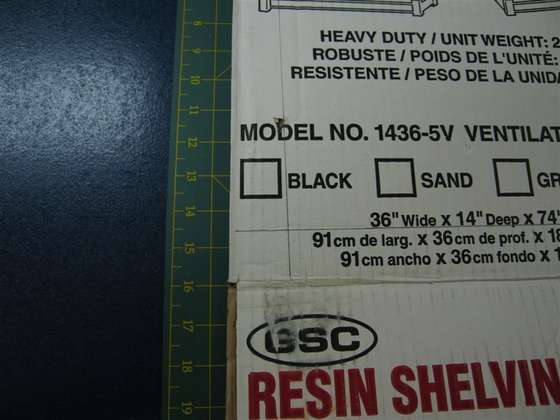 8
9
10
11
12
13
14
15
16
17
18
19
HEAVY DUTY / UNIT WEIGHT: 2
ROBUSTE / POIDS DE L'UNITÉ:
RESISTENTE / PESO DE LA UNIDA
MODEL NO. 1436-5V VENTILAT
BLACK SAND GR
36" Wide x 14" Deep x 74"
91cm de larg. x 36cm de prof. x 18
91cm ancho x 36cm fondo x 1
GSC
RESIN SHELVIN